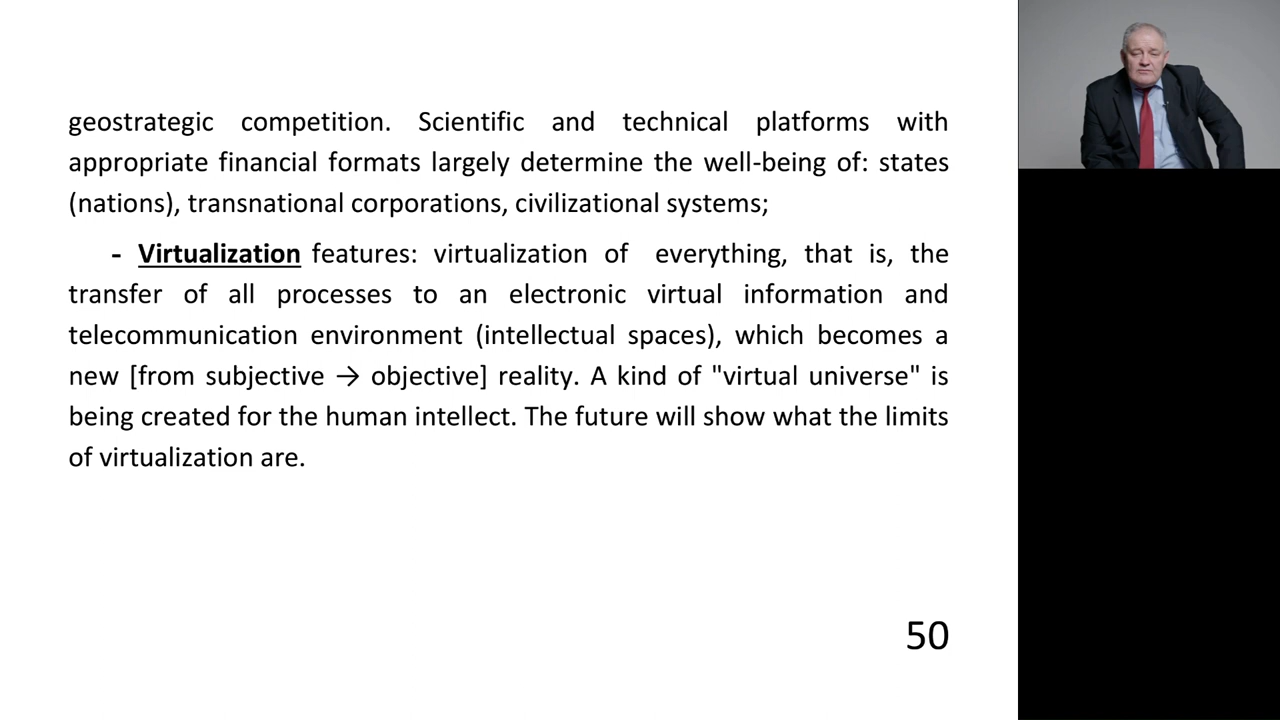 geostrategic competition. Scientific and technical platforms with
appropriate financial formats largely determine the well-being of: states
(nations), transnational corporations, civilizational systems;
- Virtualization features: virtualization of everything, that is, the
transfer of all processes to an electronic virtual information and
telecommunication environment (intellectual spaces), which becomes a
new [from subjective → objective] reality. A kind of "virtual universe" is
being created for the human intellect. The future will show what the limits
of virtualization are.
50